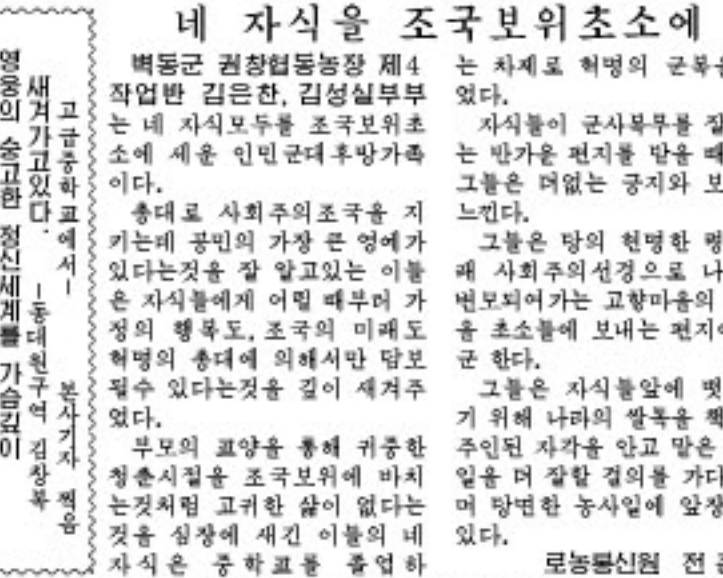 영웅의 숭고한 정신세계를 가슴깊이
새겨가고있다.
고급중학교에서-
-동대원구역 김창복
본사기자 찍음
네 자식을 조국보위초소에
벽동군 권창협동농장 제4
작업반 김은찬, 김성실부부
는 네 자식모두를 조국보위초
소에 세운 인민군대후방가족
이다.
총대로 사회주의조국을 지
키는데 공민의 가장 큰 영예가
있다는것을 잘 알고있는 이들
은 자식들에게 어릴 때부터 가
정의 행복도, 조국의 미래도
혁명의 총대에 의해서만 담보
될수 있다는것을 깊이 새겨주
었다.
부모의 교양을 통해 귀중한
청춘시절을 조국보위에 바치
는것처럼 고귀한 삶이 없다는
것을 심장에 새긴 이들의 네
자식은 중학교를 졸업하
는 차제로 혁명의 군복을
었다.
자식들이 군사복무를 잘
는 반가운 편지를 받을 때
그들은 더없는 긍지와 보
느낀다.
그들은 당의 현명한 령
래 사회주의선경으로 나
변모되여가는 고향마을의
을 초소들에 보내는 편지에
군 한다.
그들은 자식들앞에 떳
기 위해 나라의 쌀독을 책
주인된 자각을 안고 맡은
일을 더 잘할 결의를 가다
며 당면한 농사일에 앞장
있다.
로농통신원 전